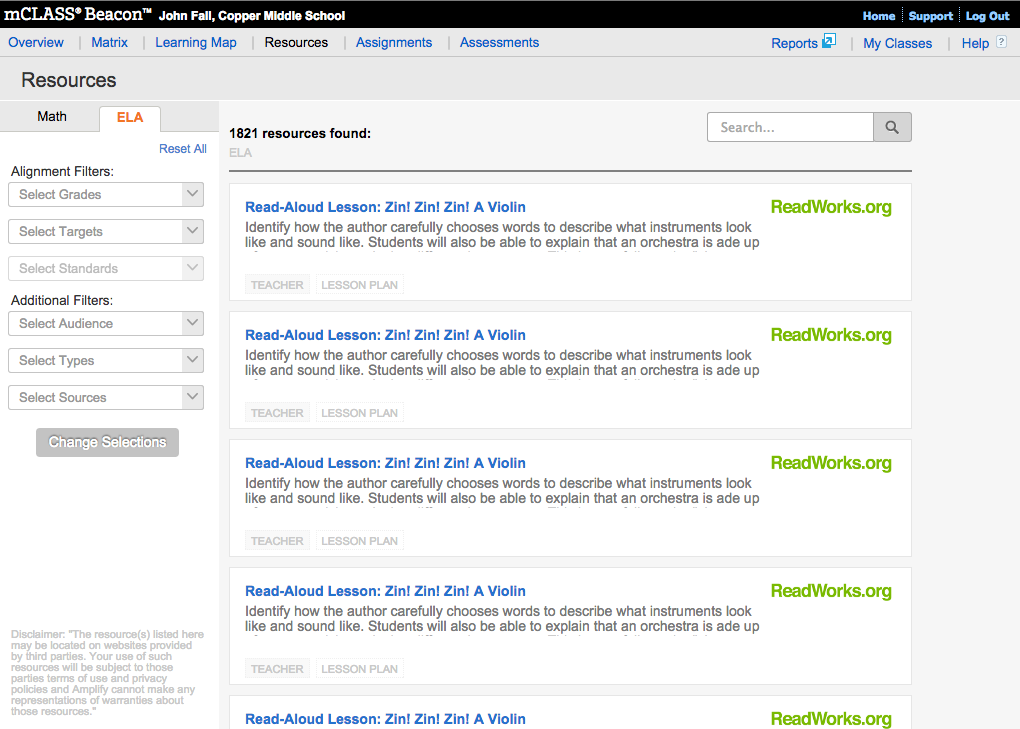 mCLASS® Beacon™ John Fall, Copper Middle School Home Support Log Out
Overview Matrix Learning Map Resources Assignments Assessments Reports My Classes Help ?
Resources
Math ELA
Reset All
Alignment Filters:
Select Grades
Select Targets
Select Standards
Additional Filters:
Select Audience
Select Types
Select Sources
Change Selections
Disclaimer: "The resource(s) listed here
may be located on websites provided
by third parties. Your use of such
resources will be subject to those
parties terms of use and privacy
policies and Amplify cannot make any
representations of warranties about
those resources."
1821 resources found:
ELA
Search...
Read-Aloud Lesson: Zin! Zin! Zin! A Violin
ReadWorks.org
Identify how the author carefully chooses words to describe what instruments look
like and sound like. Students will also be able to explain that an orchestra is ade up
TEACHER LESSON PLAN
Read-Aloud Lesson: Zin! Zin! Zin! A Violin
ReadWorks.org
Identify how the author carefully chooses words to describe what instruments look
like and sound like. Students will also be able to explain that an orchestra is ade up
TEACHER LESSON PLAN
Read-Aloud Lesson: Zin! Zin! Zin! A Violin
ReadWorks.org
Identify how the author carefully chooses words to describe what instruments look
like and sound like. Students will also be able to explain that an orchestra is ade up
TEACHER LESSON PLAN
Read-Aloud Lesson: Zin! Zin! Zin! A Violin
ReadWorks.org
Identify how the author carefully chooses words to describe what instruments look
like and sound like. Students will also be able to explain that an orchestra is ade up
TEACHER LESSON PLAN
Read-Aloud Lesson: Zin! Zin! Zin! A Violin
ReadWorks.org